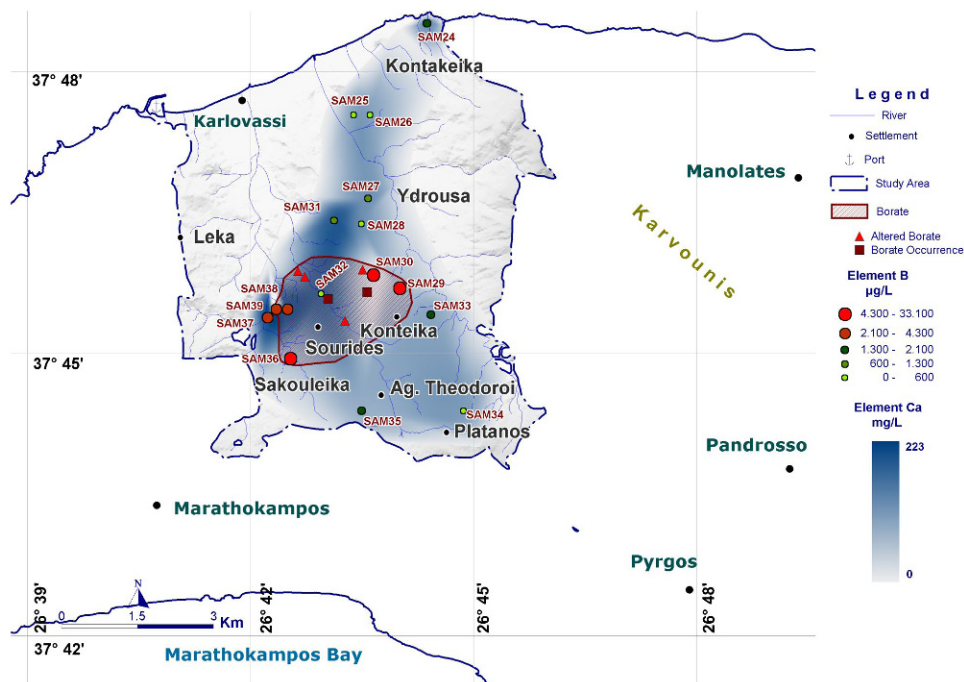 SAM24
Kontakeika
37° 48'
SAM25
SAM26
Karlovassi
SAM27
Ydrousa
SAM31
SAM28
Leka
SAM30
SAM32
SAM29
SAM38
SAM39
SAM33
SAM37
Konteika
Sourides
37° 45'
SAM36
Sakouleika
Ag. Theodoroi
SAM35
SAM34
Platanos
Manolates
Karvounis
Pandrosso
Marathokampos
Pyrgos
26° 39'
26° 42'
26° 45'
26° 48'
N
0 1.5 3 Km
37° 42'
Marathokampos Bay
Legend
River
Settlement
Port
Study Area
Borate
Altered Borate
Borate Occurrence
Element B
µg/L
4.300 - 33.100
2.100 - 4.300
1.300 - 2.100
600 - 1.300
0 - 600
Element Ca
mg/L
223
0